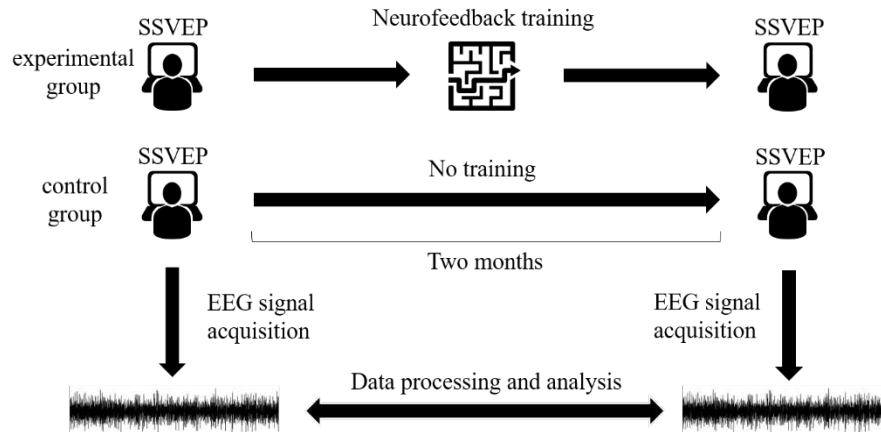 SSVEP
Neurofeedback training
SSVEP
experimental
group
SSVEP
No training
SSVEP
control
group
Two months
EEG signal
acquisition
EEG signal
acquisition
Data processing and analysis